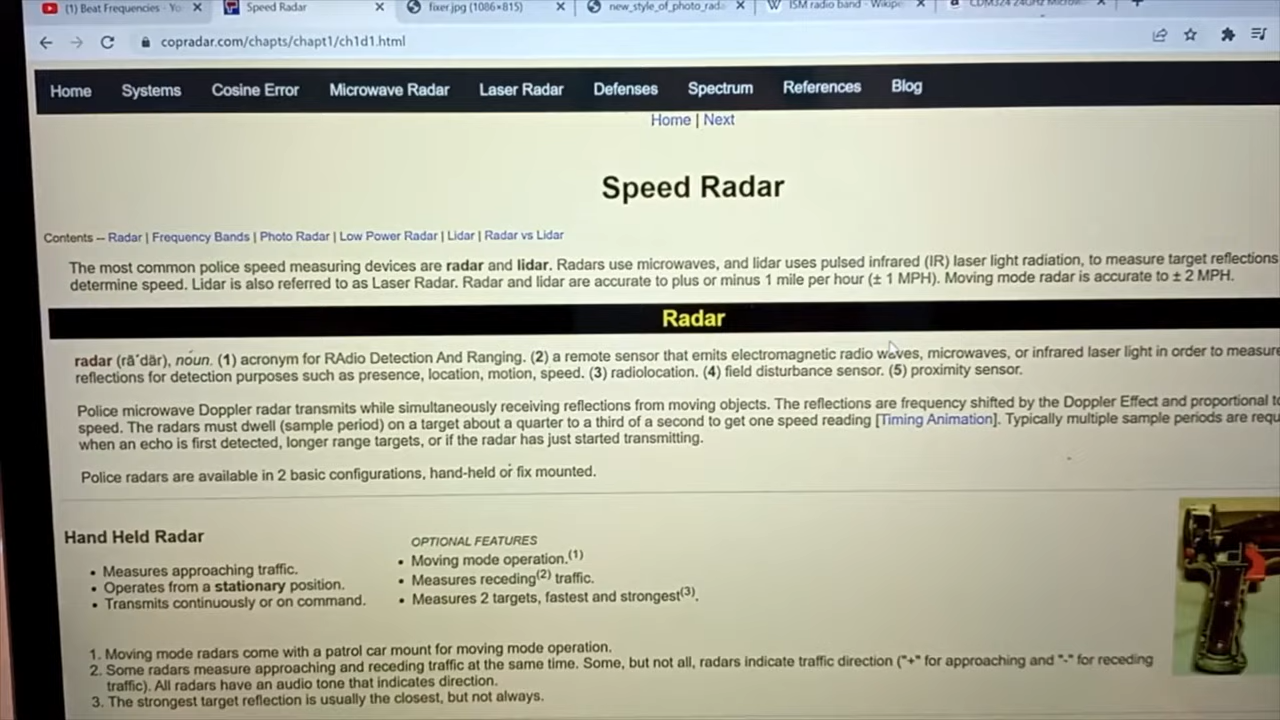 (1) Beat Frequencies - Yo
Speed Radar
fixer.jpg (1086×815)
new_style_of_photo_rad
ISM radio band - Wikipe
CDM324 24GHz Microw
copradar.com/chapts/chapt1/ch1d1.html
Home Systems Cosine Error Microwave Radar Laser Radar Defenses Spectrum References Blog
Home | Next
Speed Radar
Contents -- Radar | Frequency Bands | Photo Radar | Low Power Radar | Lidar | Radar vs Lidar
The most common police speed measuring devices are radar and lidar. Radars use microwaves, and lidar uses pulsed infrared (IR) laser light radiation, to measure target reflections
determine speed. Lidar is also referred to as Laser Radar. Radar and lidar are accurate to plus or minus 1 mile per hour (± 1 MPH). Moving mode radar is accurate to ± 2 MPH.
Radar
radar (rā´där), noun. (1) acronym for RAdio Detection And Ranging. (2) a remote sensor that emits electromagnetic radio waves, microwaves, or infrared laser light in order to measure
reflections for detection purposes such as presence, location, motion, speed. (3) radiolocation. (4) field disturbance sensor. (5) proximity sensor.
Police microwave Doppler radar transmits while simultaneously receiving reflections from moving objects. The reflections are frequency shifted by the Doppler Effect and proportional to
speed. The radars must dwell (sample period) on a target about a quarter to a third of a second to get one speed reading [Timing Animation]. Typically multiple sample periods are requ
when an echo is first detected, longer range targets, or if the radar has just started transmitting.
Police radars are available in 2 basic configurations, hand-held or fix mounted.
Hand Held Radar
• Measures approaching traffic.
• Operates from a stationary position.
• Transmits continuously or on command.
OPTIONAL FEATURES
• Moving mode operation.(1)
• Measures receding(2) traffic.
• Measures 2 targets, fastest and strongest(3).
1. Moving mode radars come with a patrol car mount for moving mode operation.
2. Some radars measure approaching and receding traffic at the same time. Some, but not all, radars indicate traffic direction ("+" for approaching and "-" for receding
traffic). All radars have an audio tone that indicates direction.
3. The strongest target reflection is usually the closest, but not always.